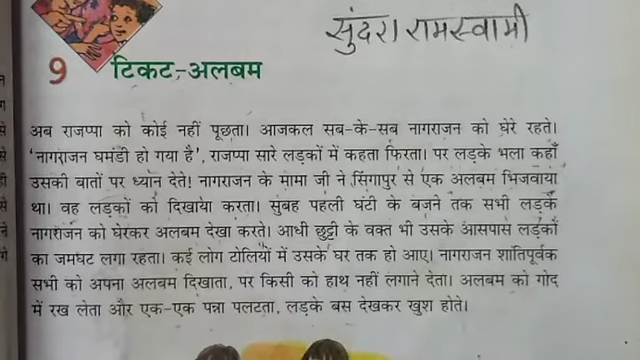 सुंदरा रामस्वामी
9 टिकट-अलबम
अब राजप्पा को कोई नहीं पूछता। आजकल सब-के-सब नागराजन को घेरे रहते।
'नागराजन घमंडी हो गया है', राजप्पा सारे लड़कों में कहता फिरता। पर लड़के भला कहाँ
उसकी बातों पर ध्यान देते! नागराजन के मामा जी ने सिंगापुर से एक अलबम भिजवाया
था। वह लड़कों को दिखाया करता। सुबह पहली घंटी के बजने तक सभी लड़के
नागराजन को घेरकर अलबम देखा करते। आधी छुट्टी के वक्त भी उसके आसपास लड़कों
का जमघट लगा रहता। कई लोग टोलियों में उसके घर तक हो आए। नागराजन शांतिपूर्वक
सभी को अपना अलबम दिखाता, पर किसी को हाथ नहीं लगाने देता। अलबम को गोद
में रख लेता और एक-एक पन्ना पलटता, लड़के बस देखकर खुश होते।